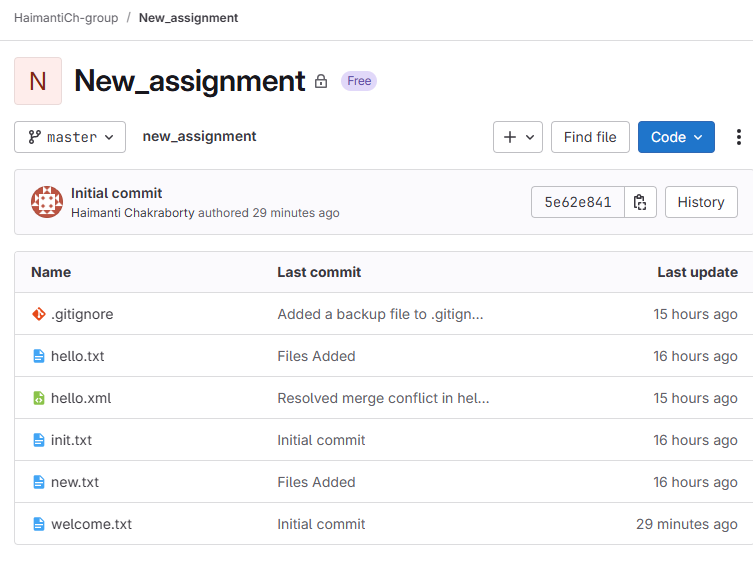 HaimantiCh-group / New_assignment
N New_assignment Free
master new_assignment Find file Code
Initial commit
Haimanti Chakraborty authored 29 minutes ago
5e62e841 History
Name Last commit Last update
.gitignore Added a backup file to .gitign... 15 hours ago
hello.txt Files Added 16 hours ago
hello.xml Resolved merge conflict in hel... 15 hours ago
init.txt Initial commit 16 hours ago
new.txt Files Added 16 hours ago
welcome.txt Initial commit 29 minutes ago